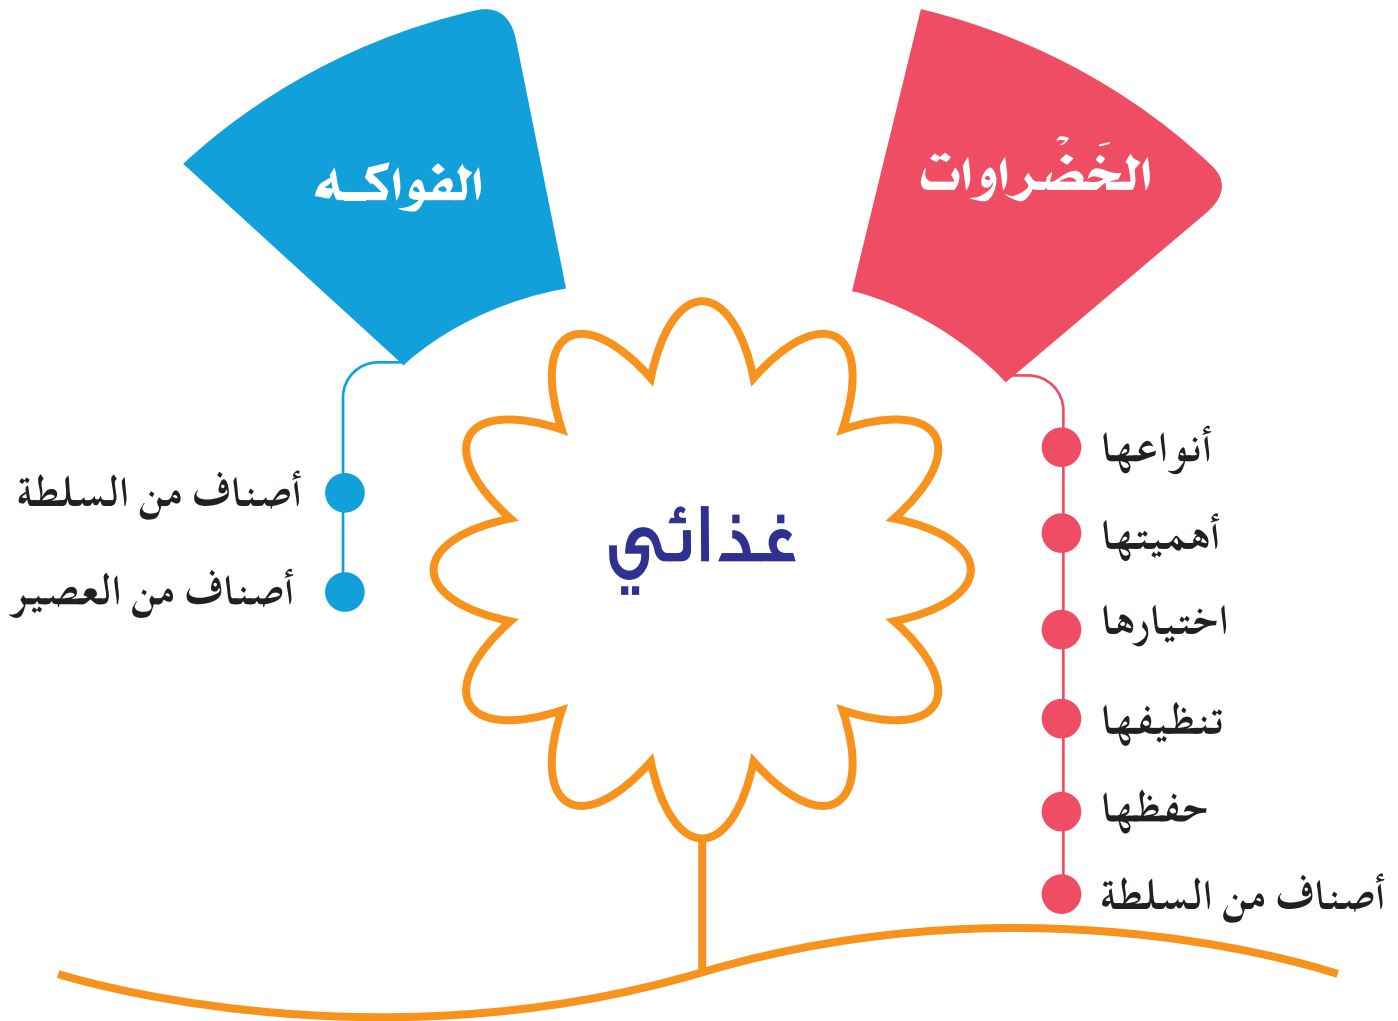 الخَضْراوات
الفواكـه
غذائي
أنواعها
أهميتها
اختيارها
تنظيفها
حفظها
أصناف من السلطة
أصناف من السلطة
أصناف من العصير